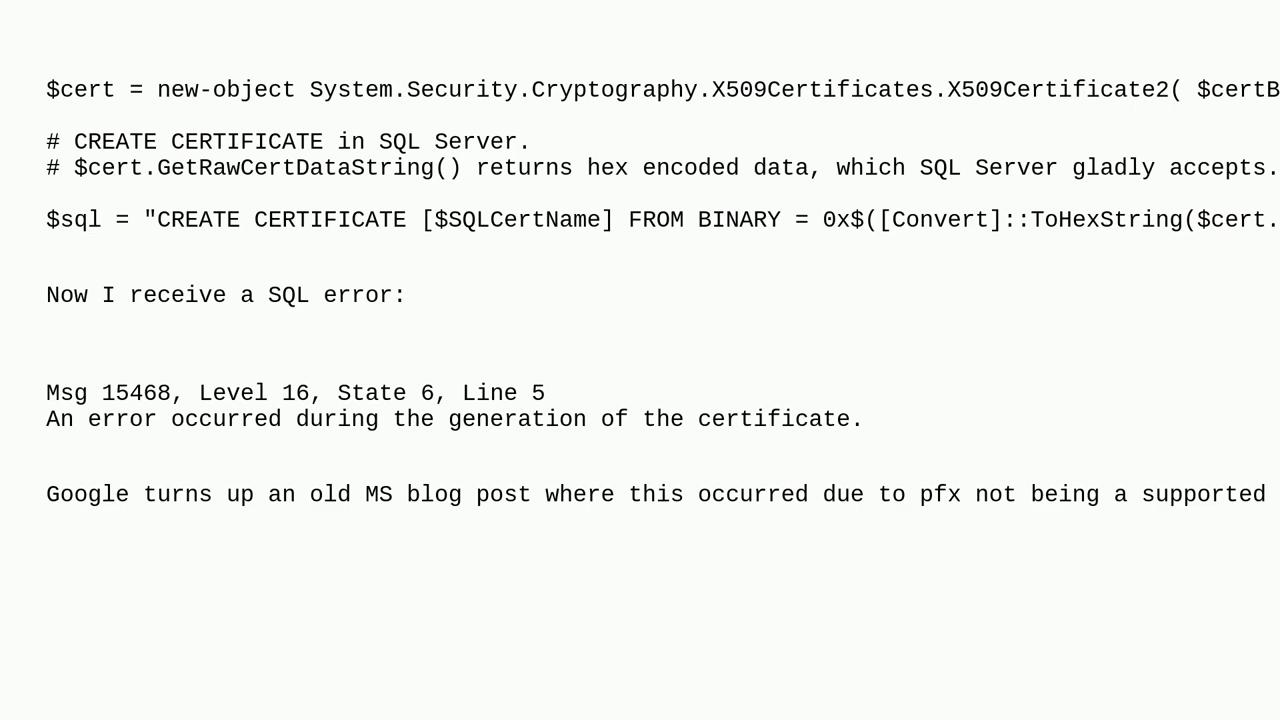 $cert = new-object System.Security.Cryptography.X509Certificates.X509Certificate2( $certB
# CREATE CERTIFICATE in SQL Server.
# $cert.GetRawCertDataString() returns hex encoded data, which SQL Server gladly accepts.
$sql = "CREATE CERTIFICATE [$SQLCertName] FROM BINARY = 0x$([Convert]::ToHexString($cert.
Now I receive a SQL error:
Msg 15468, Level 16, State 6, Line 5
An error occurred during the generation of the certificate.
Google turns up an old MS blog post where this occurred due to pfx not being a supported